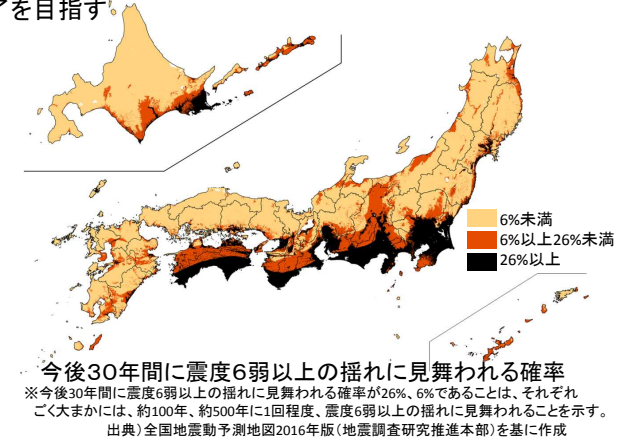 アを目指す
6%未満
6%以上26%未満
26%以上
今後30年間に震度6弱以上の揺れに見舞われる確率
※今後30年間に震度6弱以上の揺れに見舞われる確率が26%、6%であることは、それぞれ
ごく大まかには、約100年、約500年に1回程度、震度6弱以上の揺れに見舞われることを示す。
出典）全国地震動予測地図2016年版（地震調査研究推進本部）を基に作成